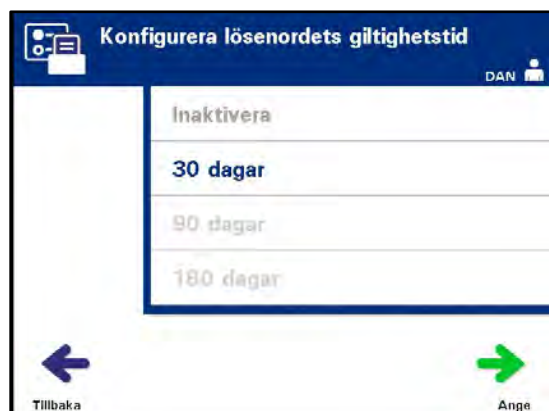 Konfigurera lösenordets giltighetstid
DAN
Inaktivera
30 dagar
90 dagar
180 dagar
Tillbaka
Ange